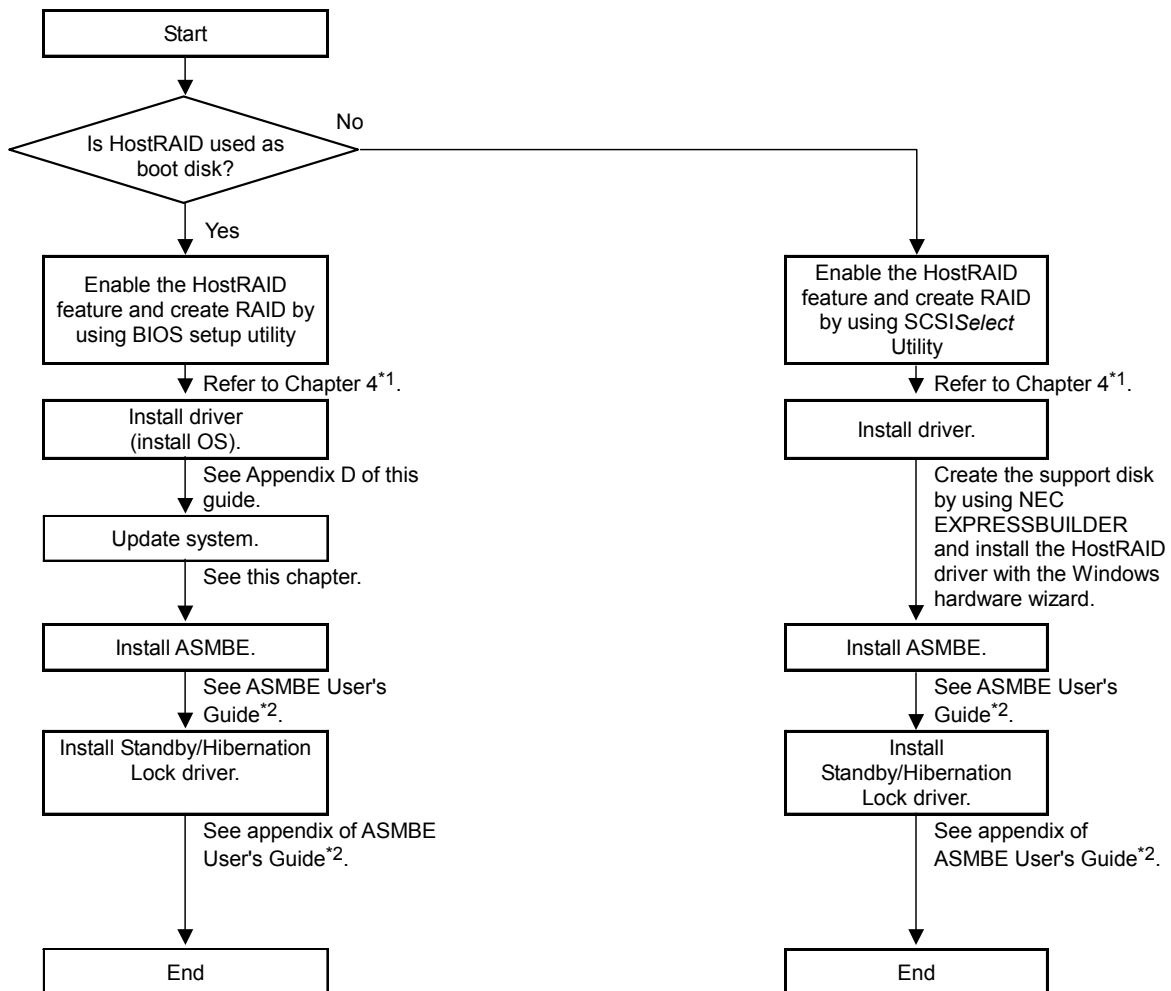 Start
Is HostRAID used as
boot disk?
No
Yes
Enable the HostRAID
feature and create RAID by
using BIOS setup utility
Refer to Chapter 4*1.
Install driver
(install OS).
See Appendix D of this
guide.
Update system.
See this chapter.
Install ASMBE.
See ASMBE User's
Guide*2.
Install Standby/Hibernation
Lock driver.
See appendix of ASMBE
User's Guide*2.
End
Enable the HostRAID
feature and create RAID
by using SCSISelect
Utility
Refer to Chapter 4*1.
Install driver.
Create the support disk
by using NEC
EXPRESSBUILDER
and install the HostRAID
driver with the Windows
hardware wizard.
Install ASMBE.
See ASMBE User's
Guide*2.
Install
Standby/Hibernation
Lock driver.
See appendix of
ASMBE User's Guide*2.
End